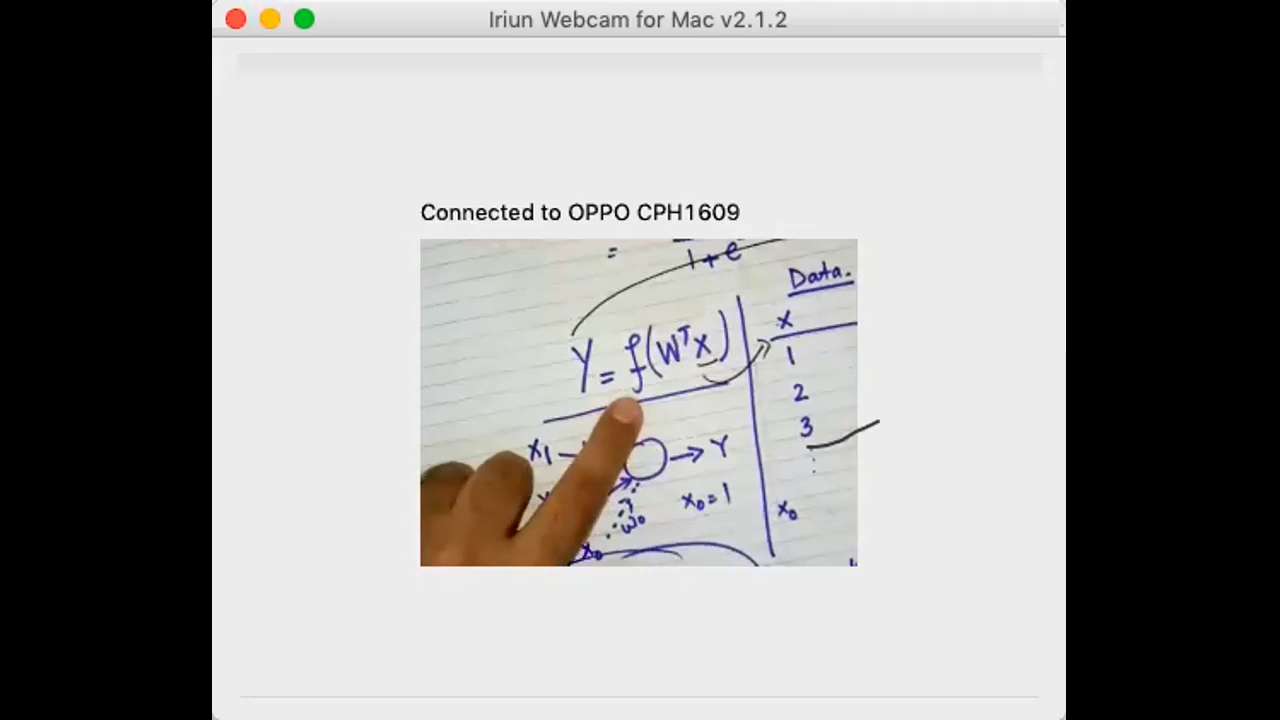 Iriun Webcam for Mac v2.1.2
Connected to OPPO CPH1609
=
1+e
Y = f(WᵀX)
X₁ → Y
x₀=1
w₀
x₀
Data.
X
1
2
3
⋮
x₀